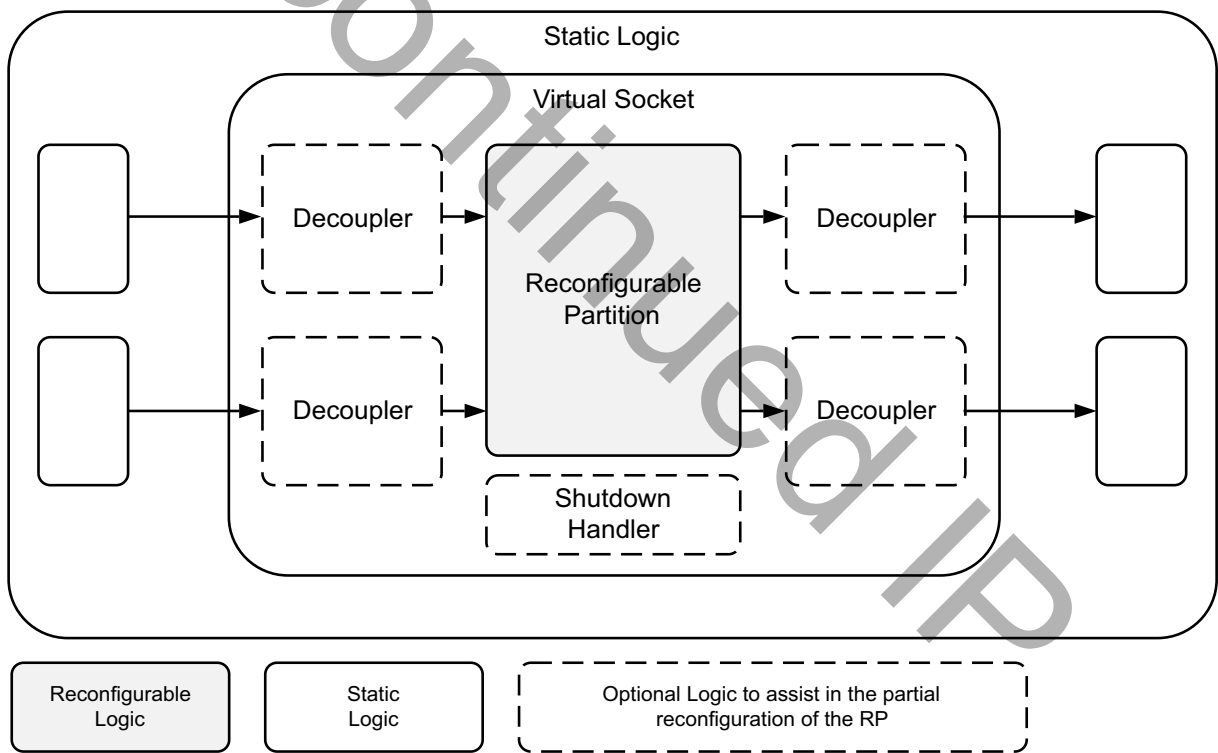 Static Logic
Virtual Socket
Decoupler
Decoupler
Reconfigurable
Partition
Decoupler
Decoupler
Shutdown
Handler
Reconfigurable
Logic
Static
Logic
Optional Logic to assist in the partial
reconfiguration of the RP
continued IP